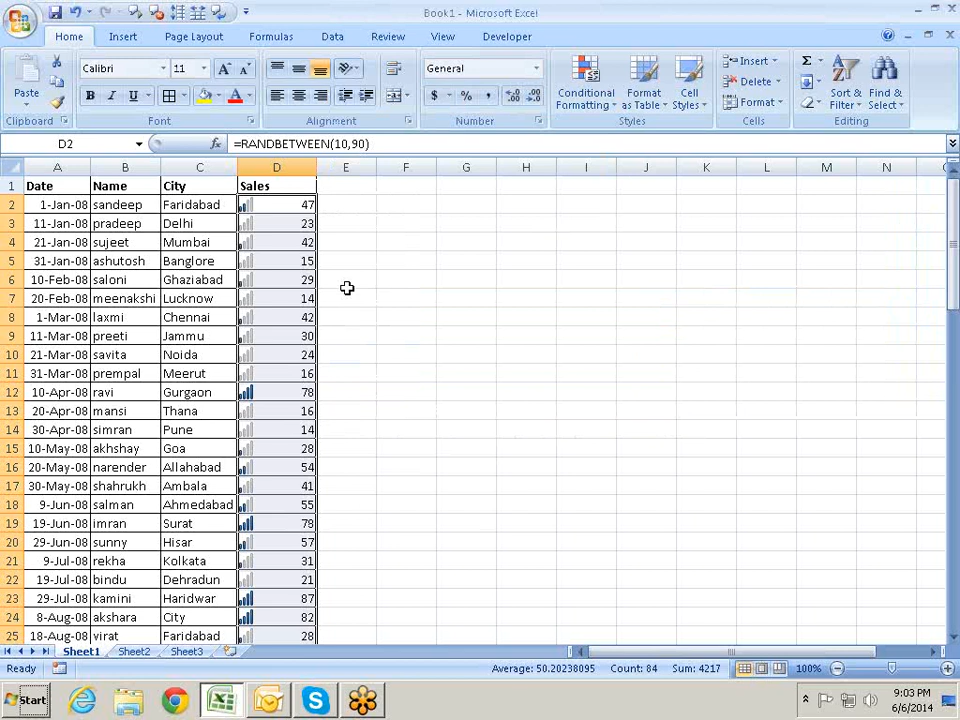 Book1 - Microsoft Excel
Home Insert Page Layout Formulas Data Review View Developer
Paste
Calibri 11
B I U
General
$ % ,
Conditional Formatting
Format as Table
Cell Styles
Insert
Delete
Format
Sort & Filter
Find & Select
Clipboard Font Alignment Number Styles Cells Editing
D2 fx =RANDBETWEEN(10,90)
A B C D E F G H I J K L M N
1 Date Name City Sales
2 1-Jan-08 sandeep Faridabad 47
3 11-Jan-08 pradeep Delhi 23
4 21-Jan-08 sujeet Mumbai 42
5 31-Jan-08 ashutosh Banglore 15
6 10-Feb-08 saloni Ghaziabad 29
7 20-Feb-08 meenakshi Lucknow 14
8 1-Mar-08 laxmi Chennai 42
9 11-Mar-08 preeti Jammu 30
10 21-Mar-08 savita Noida 24
11 31-Mar-08 prempal Meerut 16
12 10-Apr-08 ravi Gurgaon 78
13 20-Apr-08 mansi Thana 16
14 30-Apr-08 simran Pune 14
15 10-May-08 akhshay Goa 28
16 20-May-08 narender Allahabad 54
17 30-May-08 shahrukh Ambala 41
18 9-Jun-08 salman Ahmedabad 55
19 19-Jun-08 imran Surat 78
20 29-Jun-08 sunny Hisar 57
21 9-Jul-08 rekha Kolkata 31
22 19-Jul-08 bindu Dehradun 21
23 29-Jul-08 kamini Haridwar 87
24 8-Aug-08 akshara City 82
25 18-Aug-08 virat Faridabad 28
Sheet1 Sheet2 Sheet3
Ready Average: 50.20238095 Count: 84 Sum: 4217 100%
Start
9:03 PM
6/6/2014